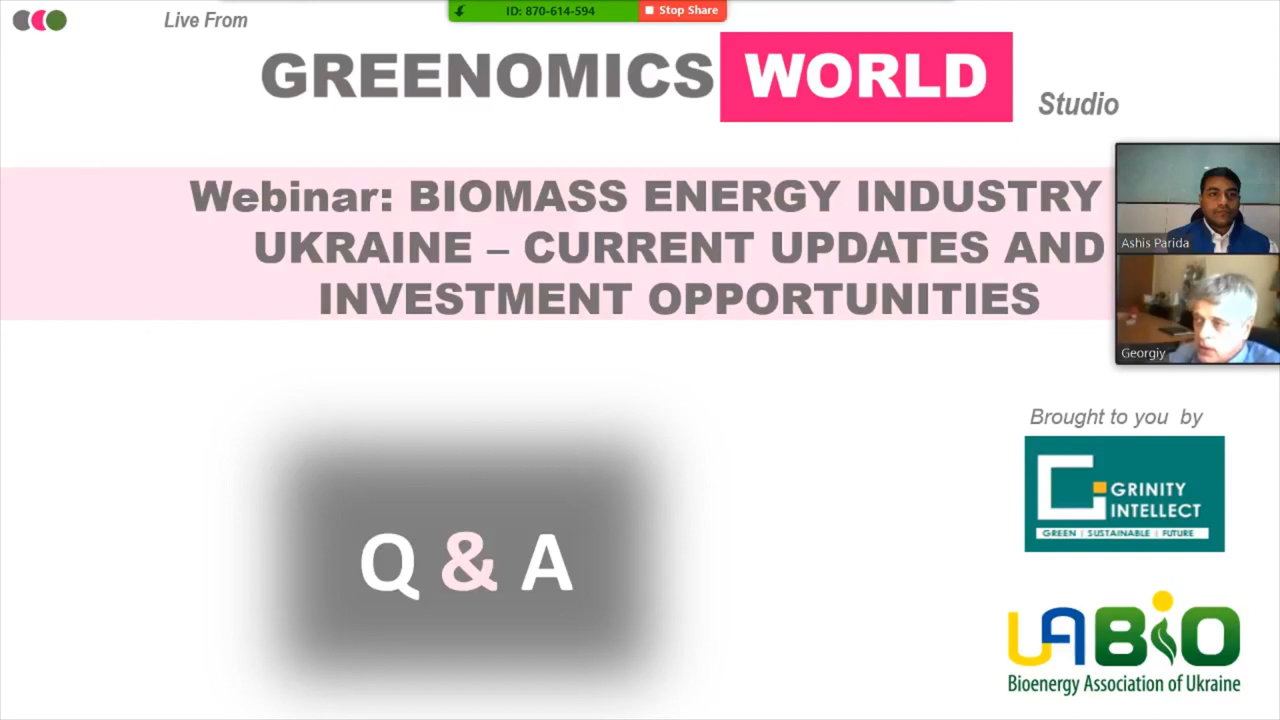 Live From
ID: 870-614-594
Stop Share
GREENOMICS WORLD
Studio
Webinar: BIOMASS ENERGY INDUSTRY
UKRAINE – CURRENT UPDATES AND
INVESTMENT OPPORTUNITIES
Ashis Parida
Georgiy
Brought to you by
GRINITY
INTELLECT
GREEN | SUSTAINABLE | FUTURE
Q & A
UABIO
Bioenergy Association of Ukraine